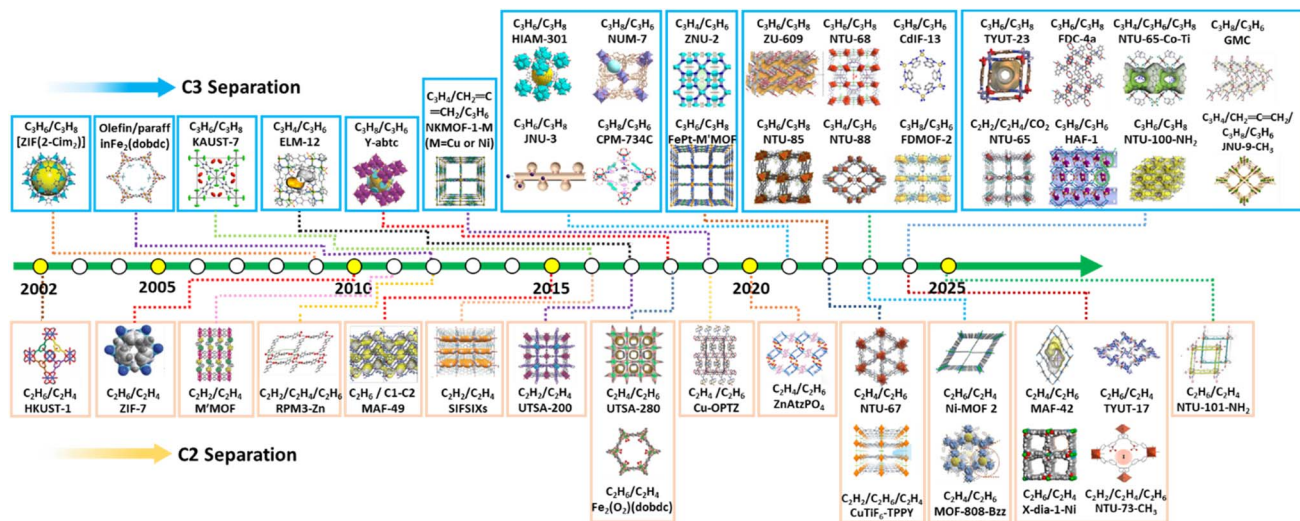 C3 Separation
C₃H₆/C₃H₈
[ZIF(2-Cim₂)]
Olefin/paraff
inFe₂(dobdc)
C₃H₆/C₃H₈
KAUST-7
C₃H₄/C₃H₆
ELM-12
C₃H₈/C₃H₆
Y-abtc
C₃H₄/CH₂=C
=CH₂/C₃H₆
NKMOF-1-M
(M=Cu or Ni)
C₃H₆/C₃H₈
HIAM-301
C₃H₈/C₃H₆
NUM-7
C₃H₆/C₃H₈
JNU-3
C₃H₈/C₃H₆
CPM-734C
C₃H₄/C₃H₆
ZNU-2
C₃H₆/C₃H₈
FePt-M'MOF
C₃H₆/C₃H₈
ZU-609
C₃H₆/C₃H₈
NTU-68
C₃H₈/C₃H₆
CdIF-13
C₃H₆/C₃H₈
NTU-85
C₃H₆/C₃H₈
NTU-88
C₃H₈/C₃H₆
FDMOF-2
C₃H₆/C₃H₈
TYUT-23
C₃H₆/C₃H₈
FDC-4a
C₃H₄/C₃H₆/C₃H₈
NTU-65-Co-Ti
C₃H₈/C₃H₆
GMC
C₂H₂/C₂H₄/CO₂
NTU-65
C₃H₆/C₃H₈
HAF-1
C₃H₆/C₃H₈
NTU-100-NH₂
C₃H₄/CH₂=C=CH₂/
C₃H₈/C₃H₆
JNU-9-CH₃
2002
2005
2010
2015
2020
2025
C₂H₆/C₂H₄
HKUST-1
C₂H₆/C₂H₄
ZIF-7
C₂H₂/C₂H₄
M'MOF
C₂H₂/C₂H₄/C₂H₆
RPM3-Zn
C₂H₆ / C1-C2
MAF-49
C₂H₂/C₂H₄
SIFSIXs
C₂H₂/C₂H₄
UTSA-200
C₂H₄/C₂H₆
UTSA-280
C₂H₆/C₂H₄
Fe₂(O₂)(dobdc)
C₂H₄ /C₂H₆
Cu-OPTZ
C₂H₄/C₂H₆
ZnAtzPO₄
C₂H₄/C₂H₆
NTU-67
C₂H₂/C₂H₆/C₂H₄
CuTiF₆-TPPY
C₂H₆/C₂H₄
Ni-MOF 2
C₂H₄/C₂H₆
MOF-808-Bzz
C₂H₆/C₂H₄
MAF-42
C₂H₆/C₂H₄
TYUT-17
C₂H₆/C₂H₄
X-dia-1-Ni
C₂H₂/C₂H₄/C₂H₆
NTU-73-CH₃
C₂H₆/C₂H₄
NTU-101-NH₂
C2 Separation